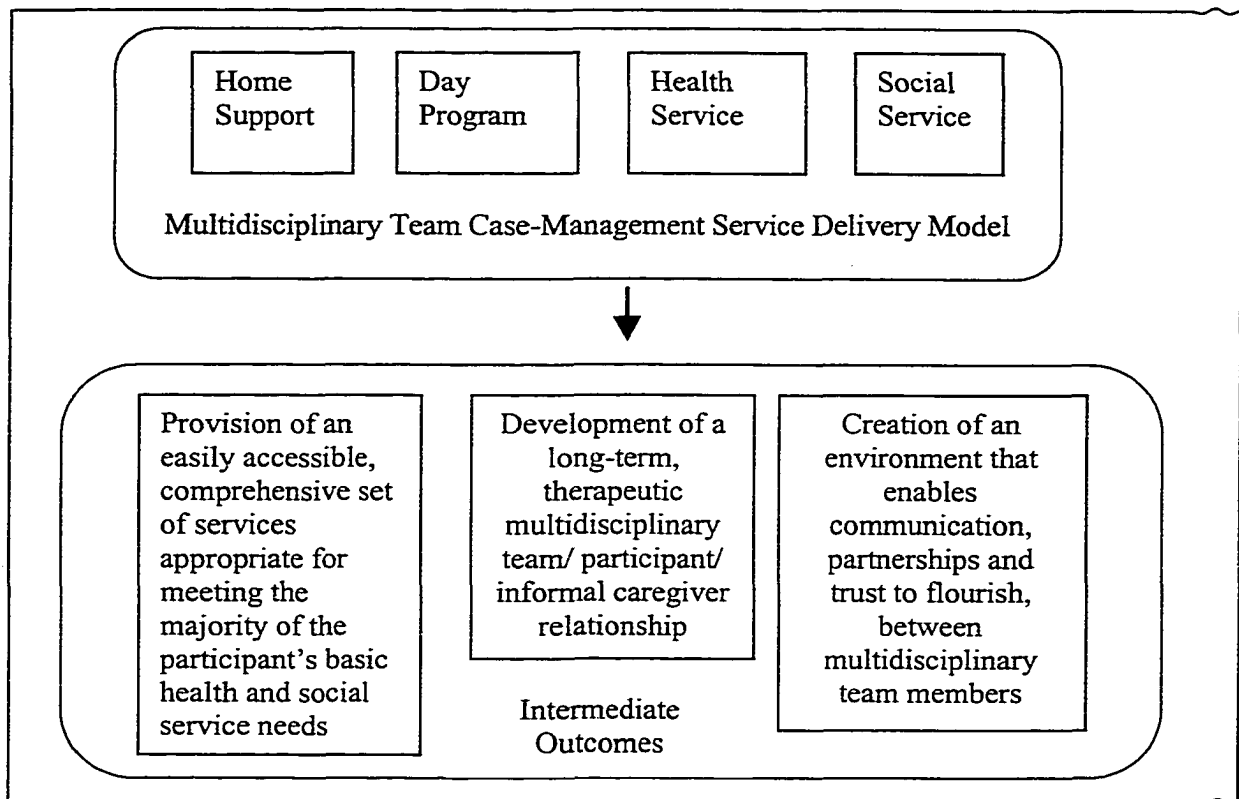 Home
Support
Day
Program
Health
Service
Social
Service
Multidisciplinary Team Case-Management Service Delivery Model
Provision of an
easily accessible,
comprehensive set
of services
appropriate for
meeting the
majority of the
participant's basic
health and social
service needs
Development of a
long-term,
therapeutic
multidisciplinary
team/ participant/
informal caregiver
relationship
Creation of an
environment that
enables
communication,
partnerships and
trust to flourish,
between
multidisciplinary
team members
Intermediate
Outcomes